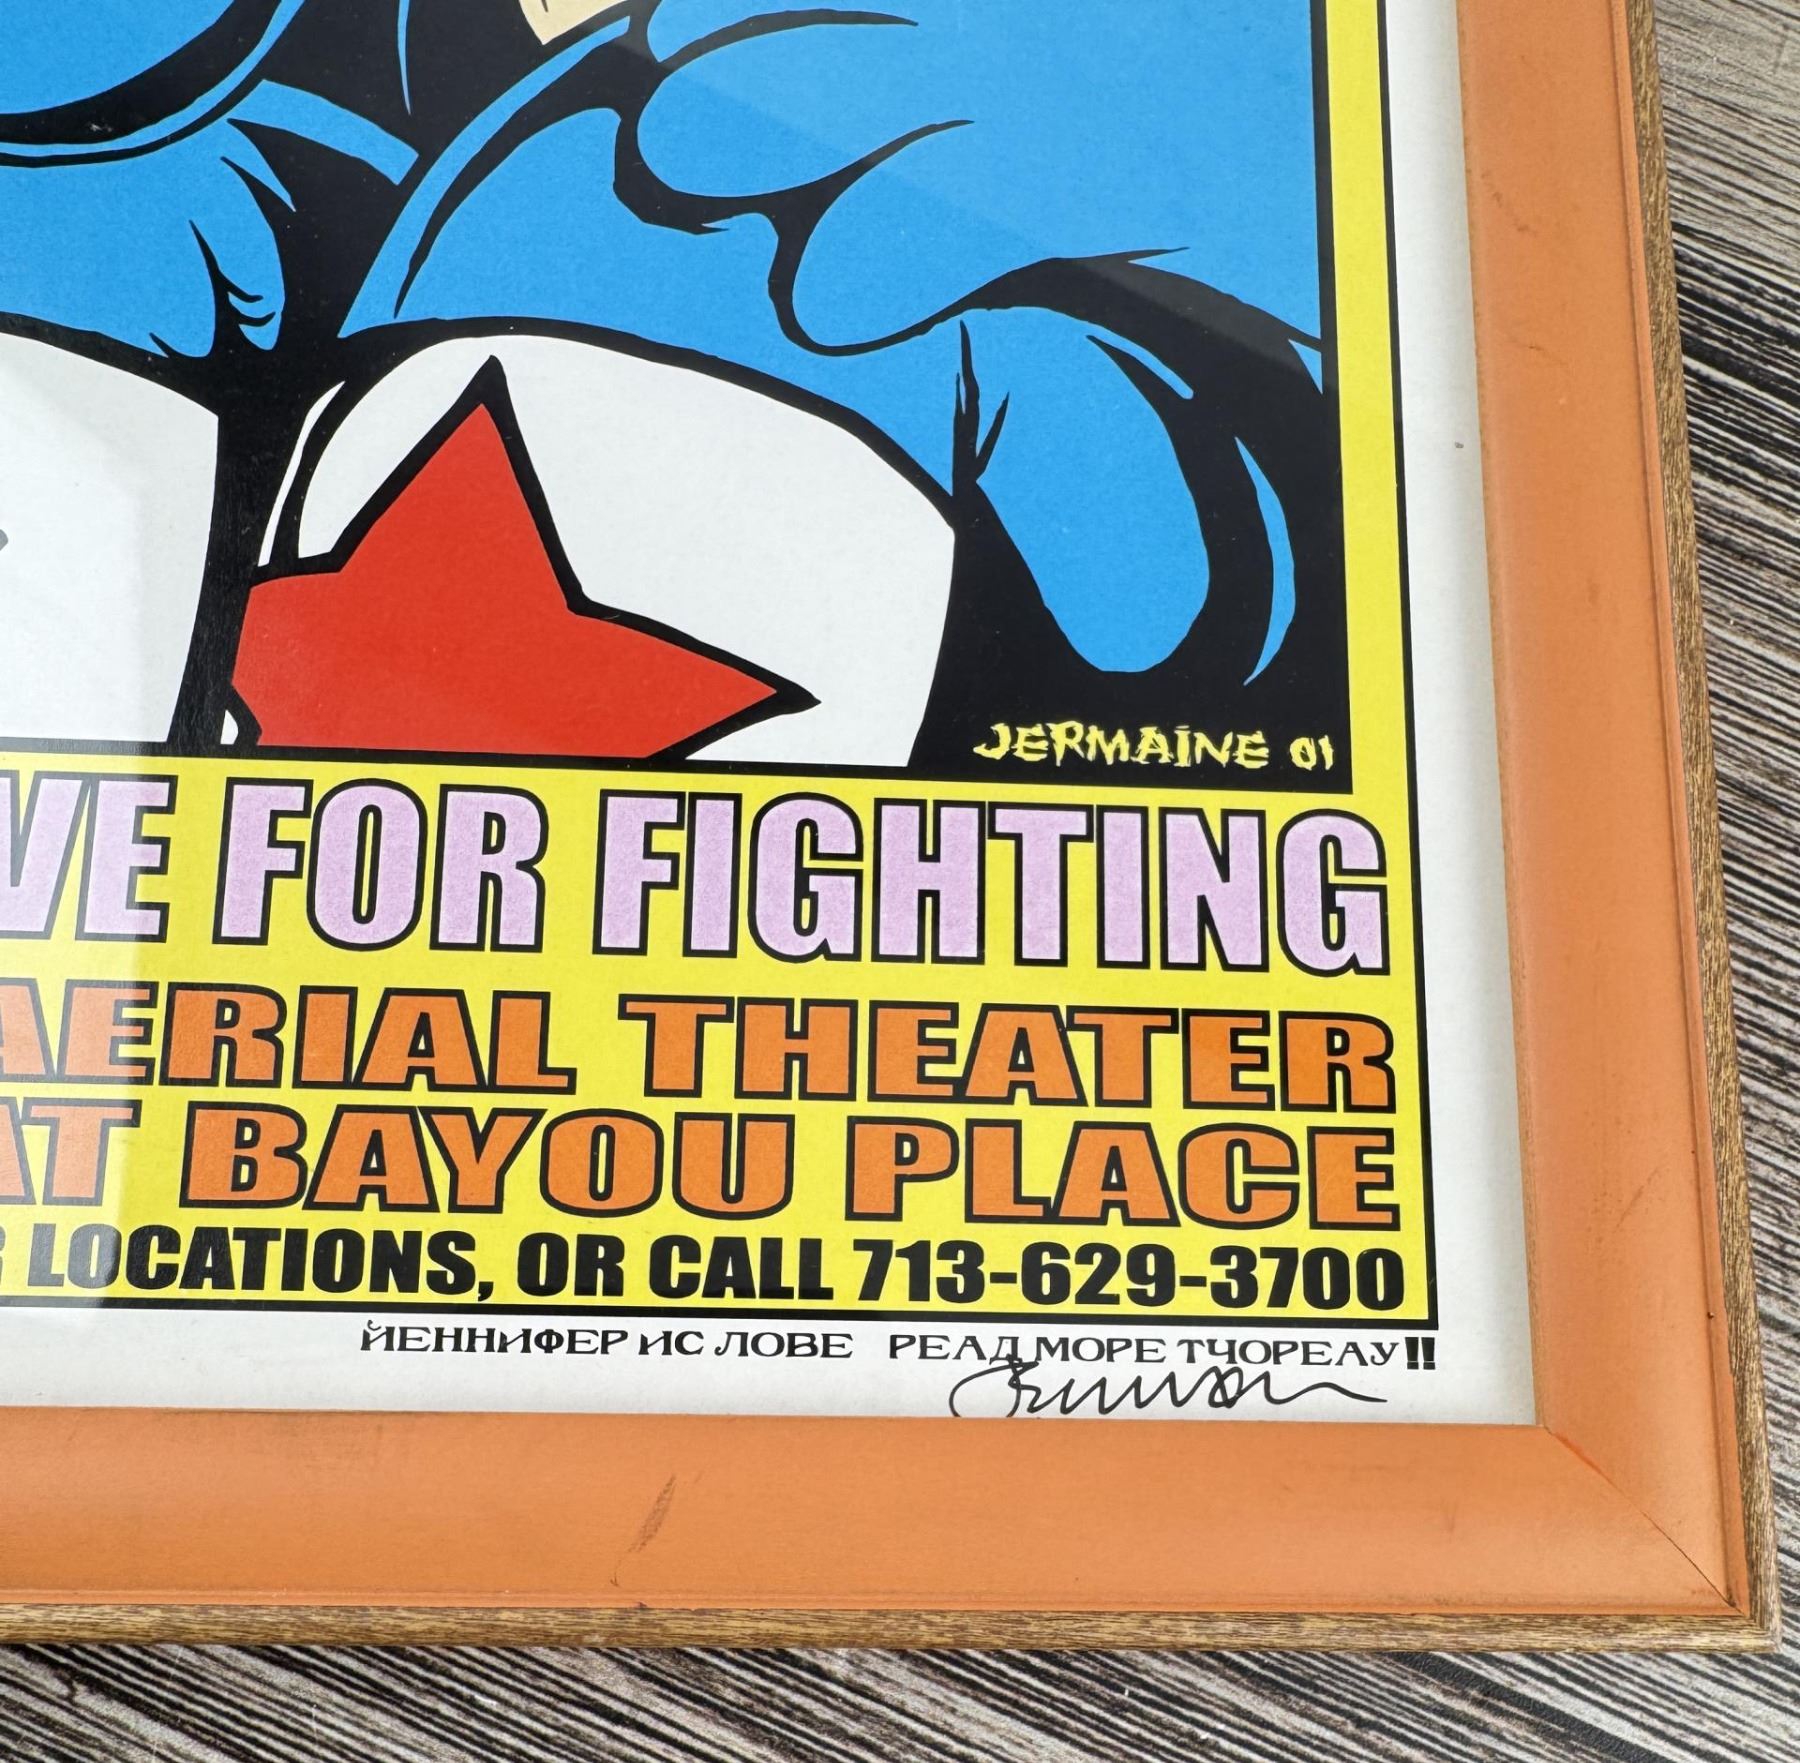 JERMAINE 01
VE FOR FIGHTING
AERIAL THEATER
AT BAYOU PLACE
LOCATIONS, OR CALL 713-629-3700
ЙЕННИФЕР ИС ЛОВЕ РЕАД МОРЕ ТЧОРЕАУ!!